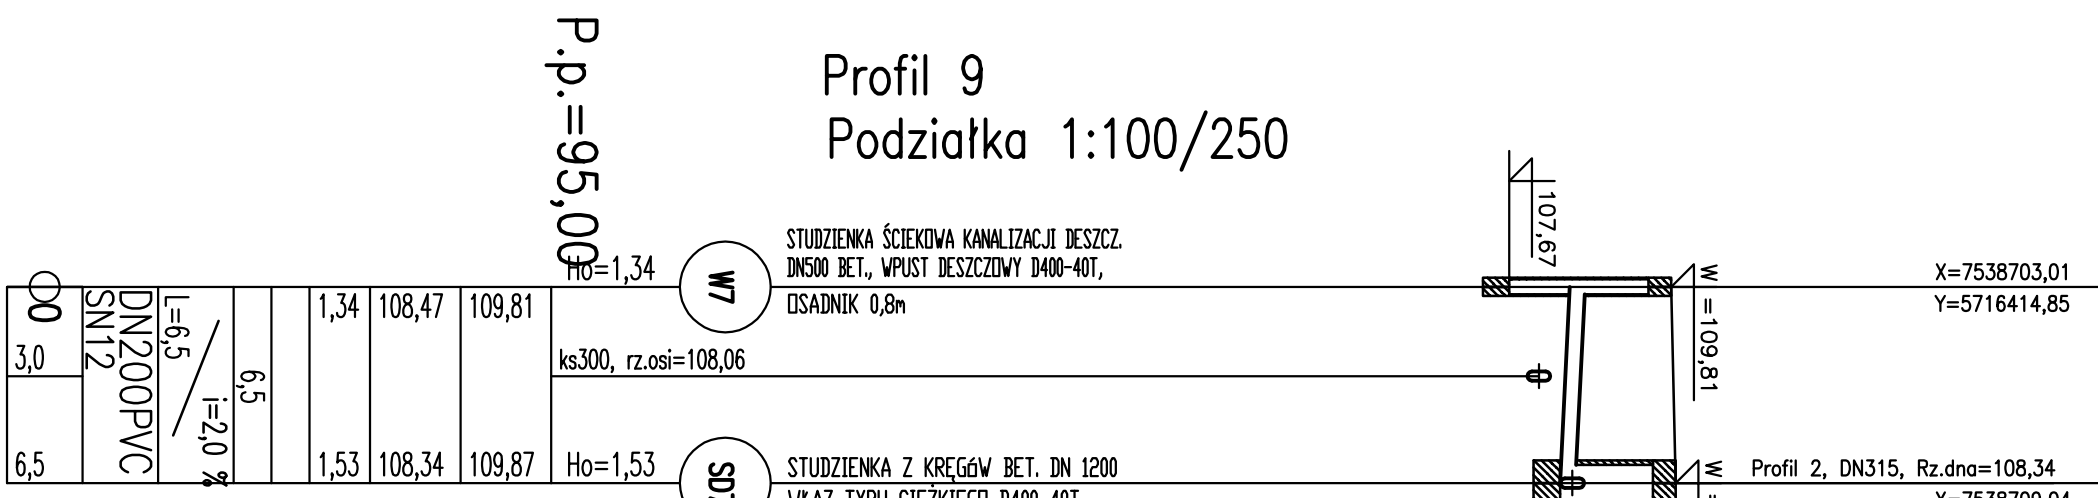 P.p.=95,00
Profil 9
Podziałka 1:100/250
107,67
Ho=1,34
W7
STUDZIENKA ŚCIEKOWA KANALIZACJI DESZCZ.
DN500 BET., WPUST DESZCZOWY D400-40T,
OSADNIK 0,8m
X=7538703,01
Y=5716414,85
W =109,81
00
3,0
6,5
DN200PVC
SN12
L=6,5
i=2,0 %
6,5
1,34
108,47
109,81
ks300, rz.osi=108,06
1,53
108,34
109,87
Ho=1,53
STUDZIENKA Z KRĘGóW BET. DN 1200
W
Profil 2, DN315, Rz.dna=108,34